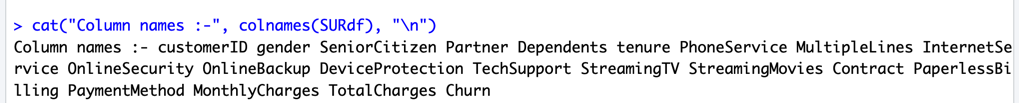 > cat("Column names :-", colnames(SURdf), "\n")
Column names :- customerID gender SeniorCitizen Partner Dependents tenure PhoneService MultipleLines InternetSe
rvice OnlineSecurity OnlineBackup DeviceProtection TechSupport StreamingTV StreamingMovies Contract PaperlessBi
lling PaymentMethod MonthlyCharges TotalCharges Churn